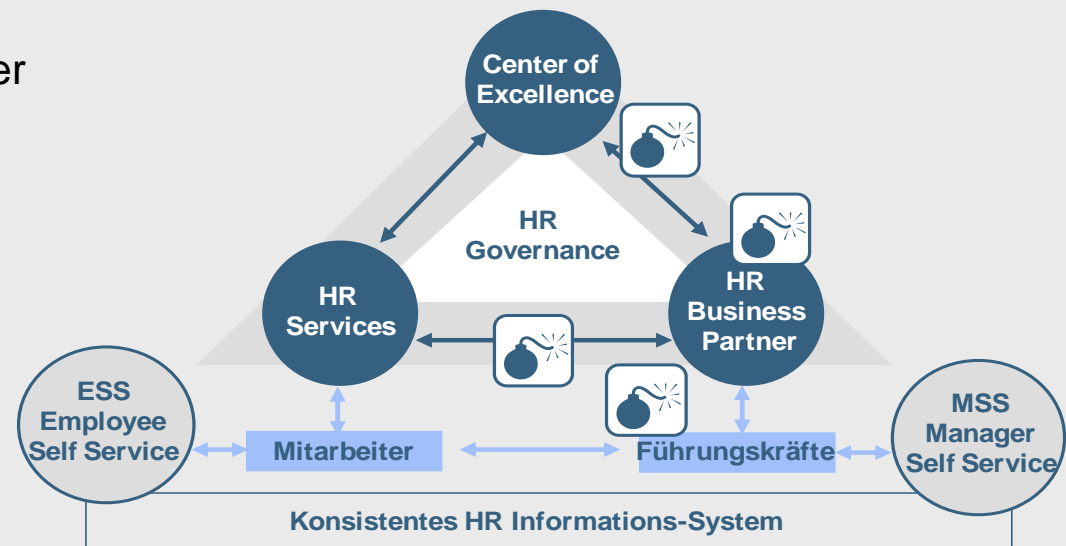 er
Center of
Excellence
HR
Governance
HR
Services
HR
Business
Partner
ESS
Employee
Self Service
Mitarbeiter
Führungskräfte
MSS
Manager
Self Service
Konsistentes HR Informations-System